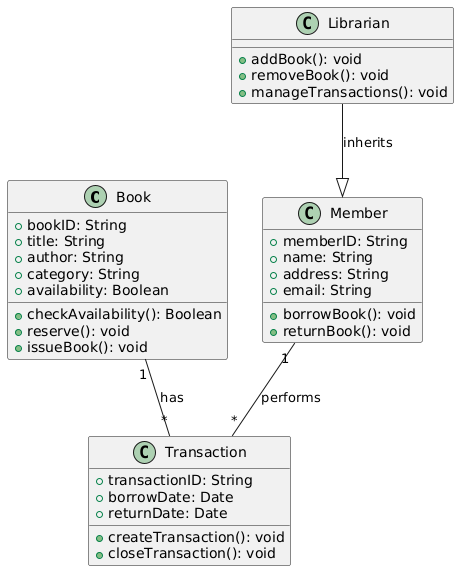 C Librarian
addBook(): void
removeBook(): void
manageTransactions(): void
inherits
C Book
bookID: String
title: String
author: String
category: String
availability: Boolean
checkAvailability(): Boolean
reserve(): void
issueBook(): void
C Member
memberID: String
name: String
address: String
email: String
borrowBook(): void
returnBook(): void
1
has
*
1
performs
*
C Transaction
transactionID: String
borrowDate: Date
returnDate: Date
createTransaction(): void
closeTransaction(): void